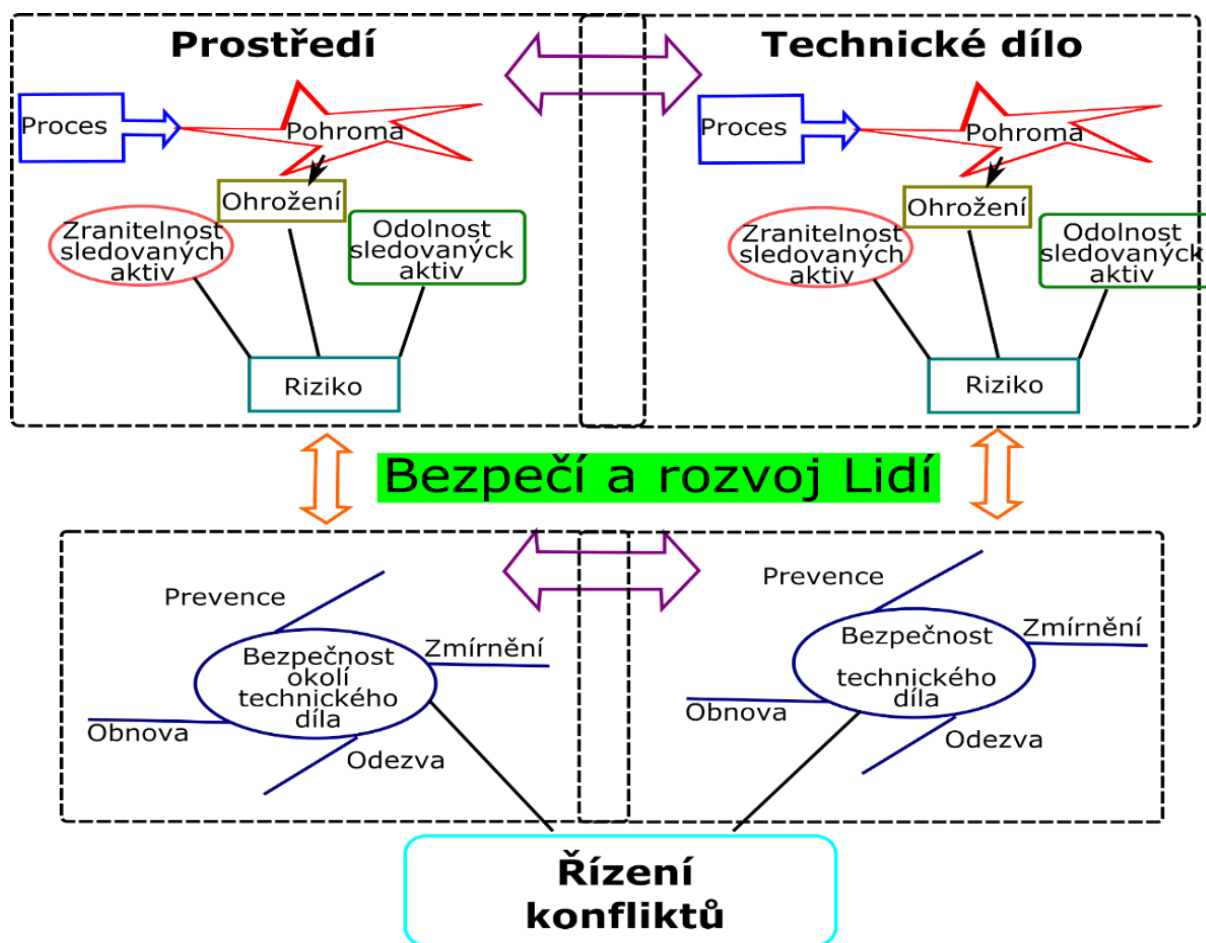 Prostředí
Proces
Pohroma
Ohrožení
Zranitelnost
sledovaných
aktiv
Odolnost
sledovanýck
aktiv
Riziko
Technické dílo
Proces
Pohroma
Ohrožení
Zranitelnost
sledovaných
aktiv
Odolnost
sledovanýck
aktiv
Riziko
Bezpečí a rozvoj Lidí
Prevence
Zmírnění
Bezpečnost
okolí
technického
díla
Obnova
Odezva
Prevence
Zmírnění
Bezpečnost
technického
díla
Obnova
Odezva
Řízení
konfliktů